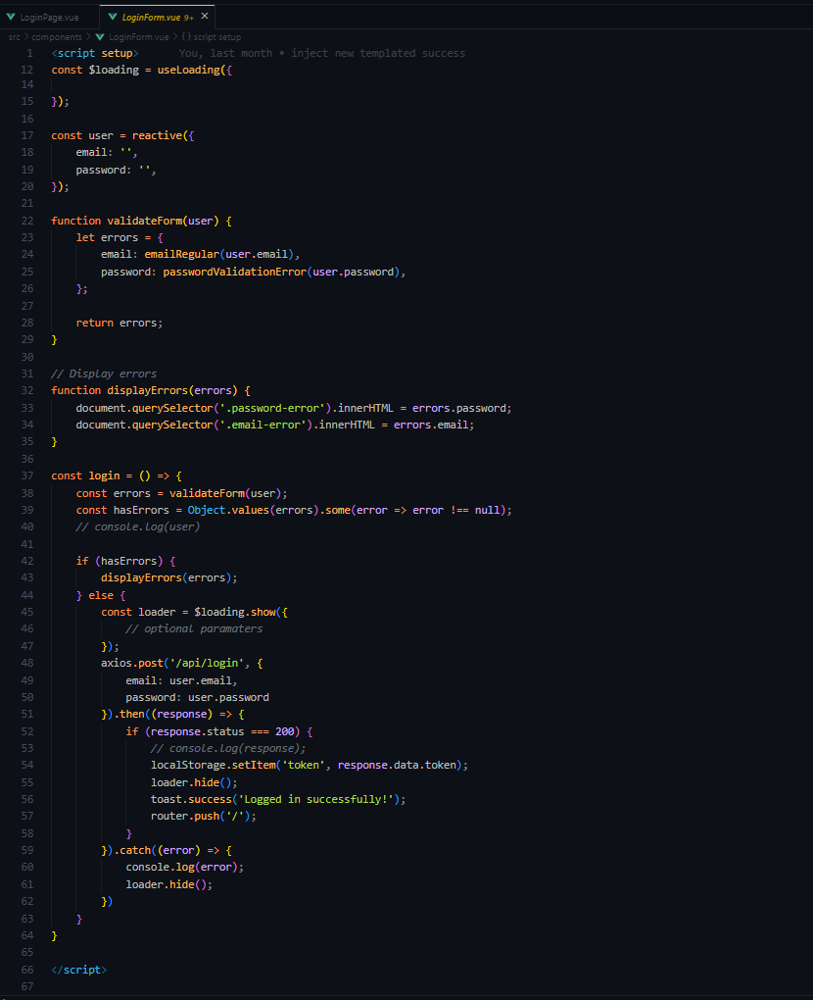 LoginPage.vue LoginForm.vue 9+ ×
src > components > LoginForm.vue > {} script setup
1 <script setup> You, last month • inject new templated success
12 const $loading = useLoading({
14
15 });
16
17 const user = reactive({
18 email: '',
19 password: '',
20 });
21
22 function validateForm(user) {
23 let errors = {
24 email: emailRegular(user.email),
25 password: passwordValidationError(user.password),
26 };
27
28 return errors;
29 }
30
31 // Display errors
32 function displayErrors(errors) {
33 document.querySelector('.password-error').innerHTML = errors.password;
34 document.querySelector('.email-error').innerHTML = errors.email;
35 }
36
37 const login = () => {
38 const errors = validateForm(user);
39 const hasErrors = Object.values(errors).some(error => error !== null);
40 // console.log(user)
41
42 if (hasErrors) {
43 displayErrors(errors);
44 } else {
45 const loader = $loading.show({
46 // optional paramaters
47 });
48 axios.post('/api/login', {
49 email: user.email,
50 password: user.password
51 }).then((response) => {
52 if (response.status === 200) {
53 // console.log(response);
54 localStorage.setItem('token', response.data.token);
55 loader.hide();
56 toast.success('Logged in successfully!');
57 router.push('/');
58 }
59 }).catch((error) => {
60 console.log(error);
61 loader.hide();
62 })
63 }
64 }
65
66 </script>
67